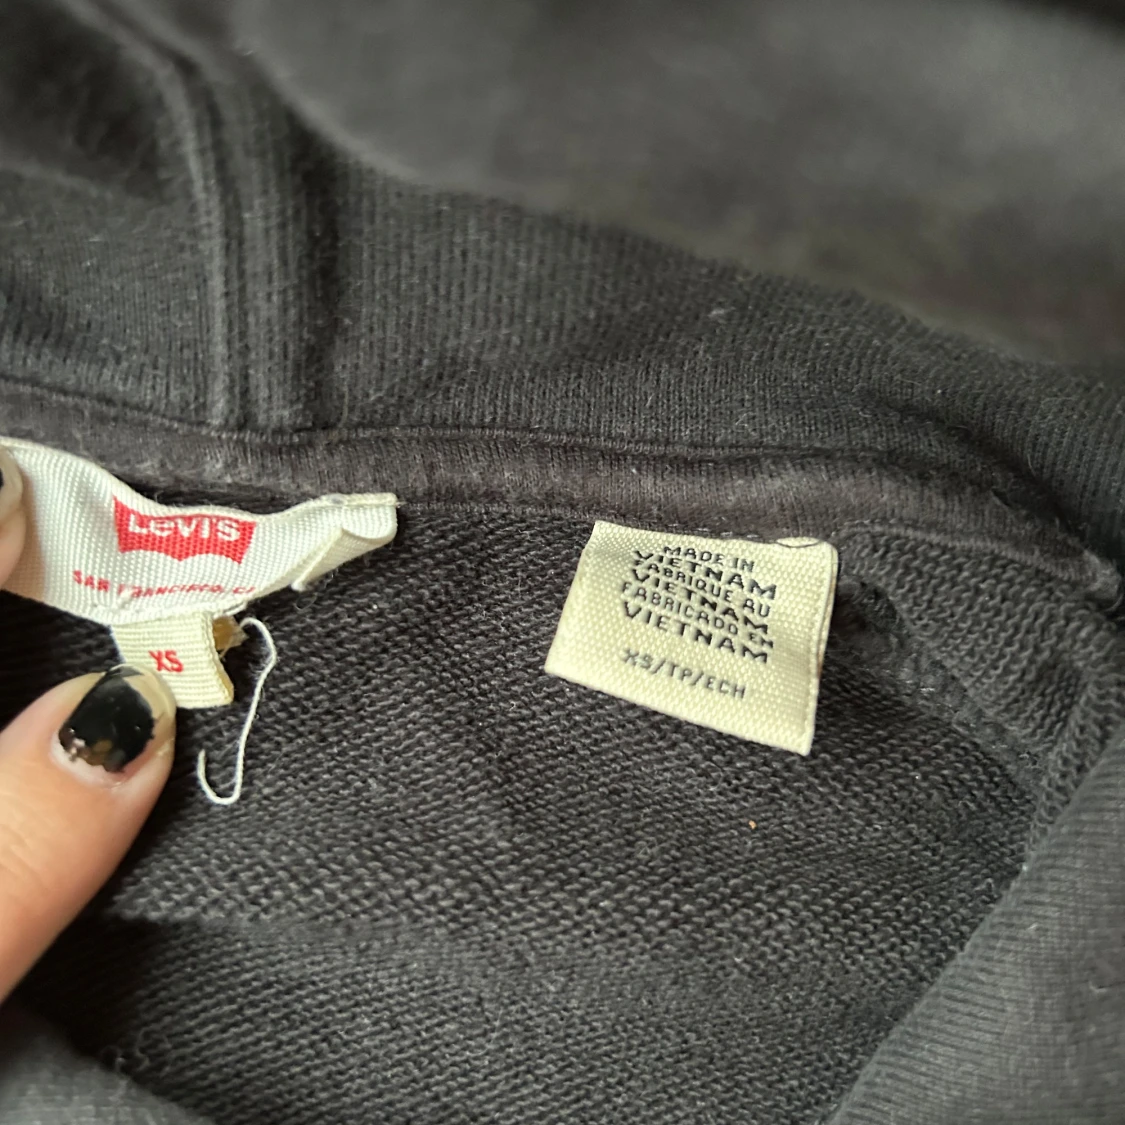 Levi's
SAN FRANCISCO, CA
XS
MADE IN
VIETNAM
FABRIQUE AU
VIETNAM
FABRICADO EN
VIETNAM
XS/TP/ECH